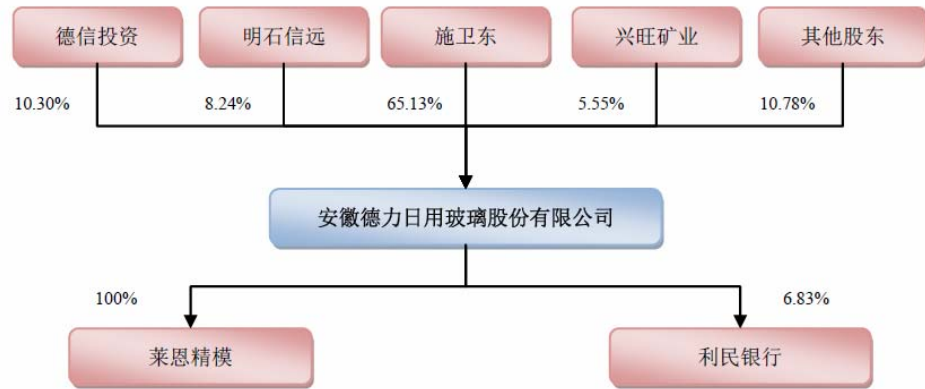 德信投资
明石信远
施卫东
兴旺矿业
其他股东
10.30%
8.24%
65.13%
5.55%
10.78%
安徽德力日用玻璃股份有限公司
100%
6.83%
莱恩精模
利民银行